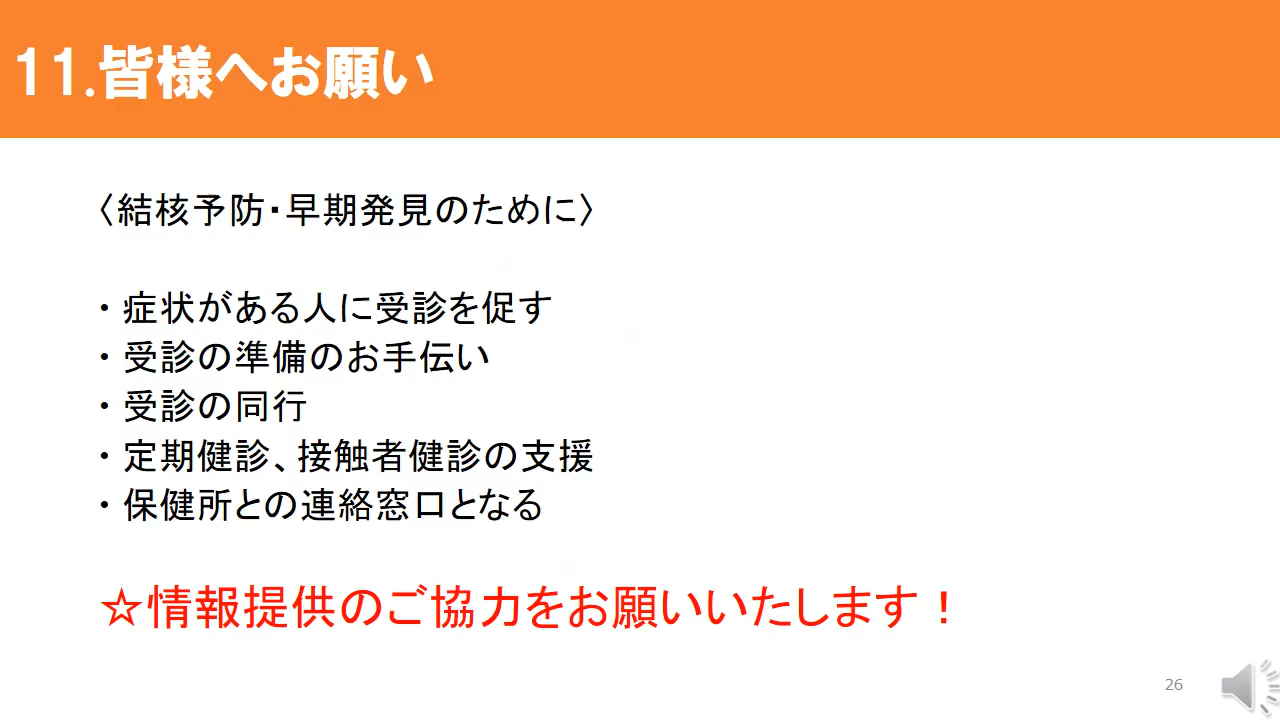 11.皆様へお願い
〈結核予防・早期発見のために〉
・症状がある人に受診を促す
・受診の準備のお手伝い
・受診の同行
・定期健診、接触者健診の支援
・保健所との連絡窓口となる
☆情報提供のご協力をお願いいたします！
26